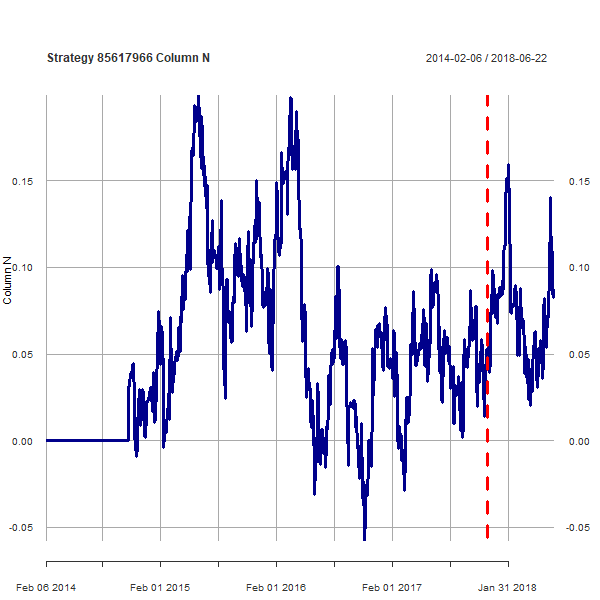 Strategy 85617966 Column N
2014-02-06 / 2018-06-22
0.15
0.15
0.10
0.10
Column N
0.05
0.05
0.00
0.00
-0.05
-0.05
Feb 06 2014
Feb 01 2015
Feb 01 2016
Feb 01 2017
Jan 31 2018